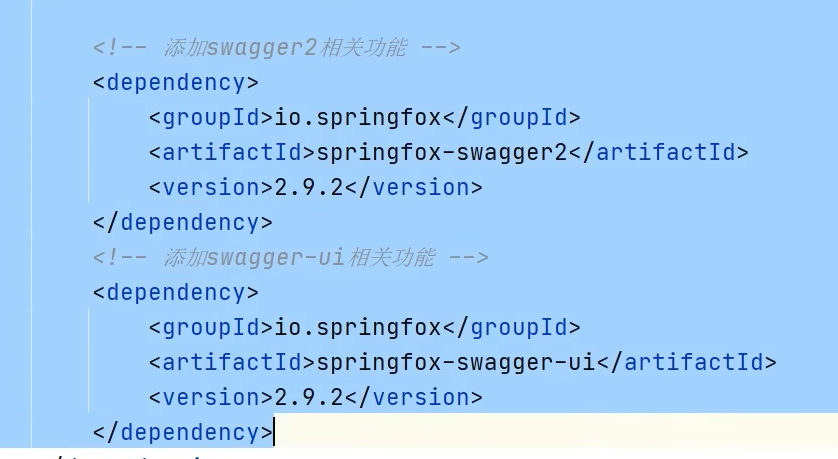 <!-- 添加swagger2相关功能 -->
<dependency>
<groupId>io.springfox</groupId>
<artifactId>springfox-swagger2</artifactId>
<version>2.9.2</version>
</dependency>
<!-- 添加swagger-ui相关功能 -->
<dependency>
<groupId>io.springfox</groupId>
<artifactId>springfox-swagger-ui</artifactId>
<version>2.9.2</version>
</dependency>